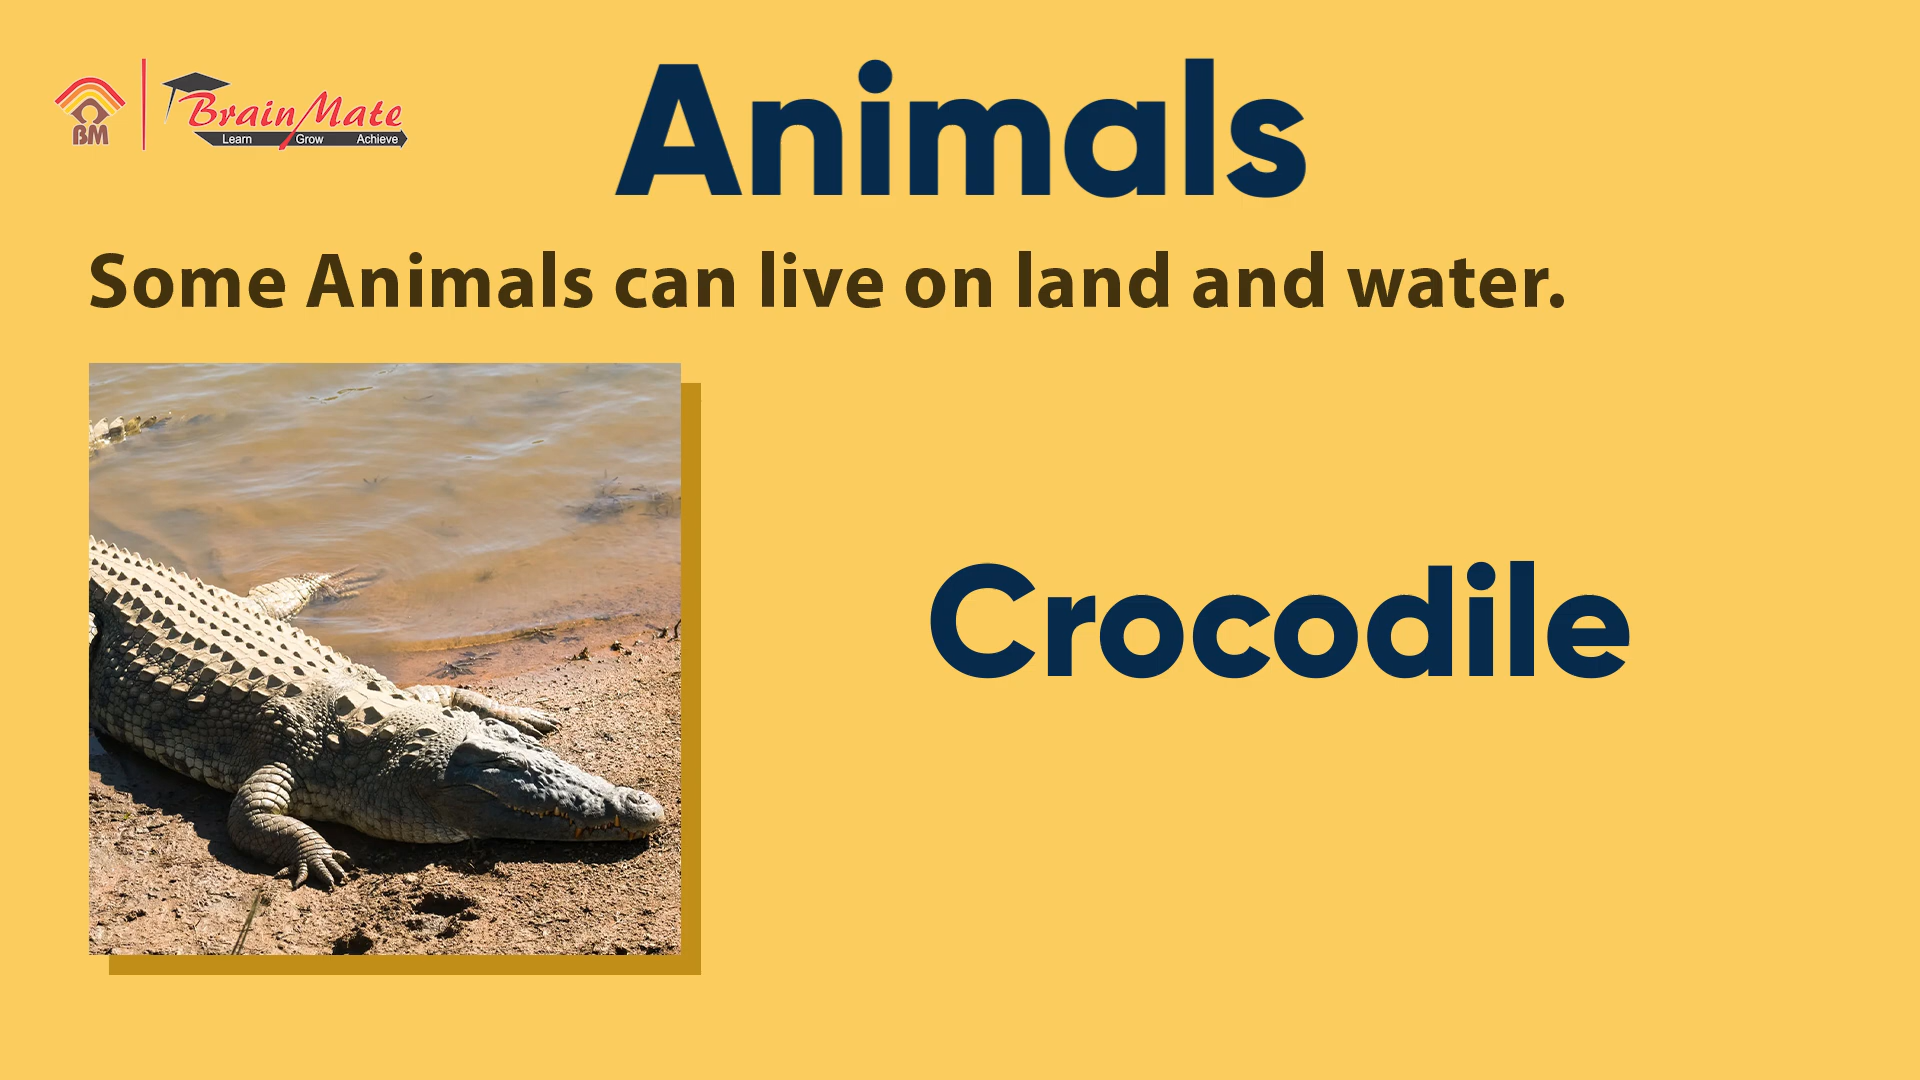 BM
BrainMate
Learn Grow Achieve
Animals
Some Animals can live on land and water.
Crocodile